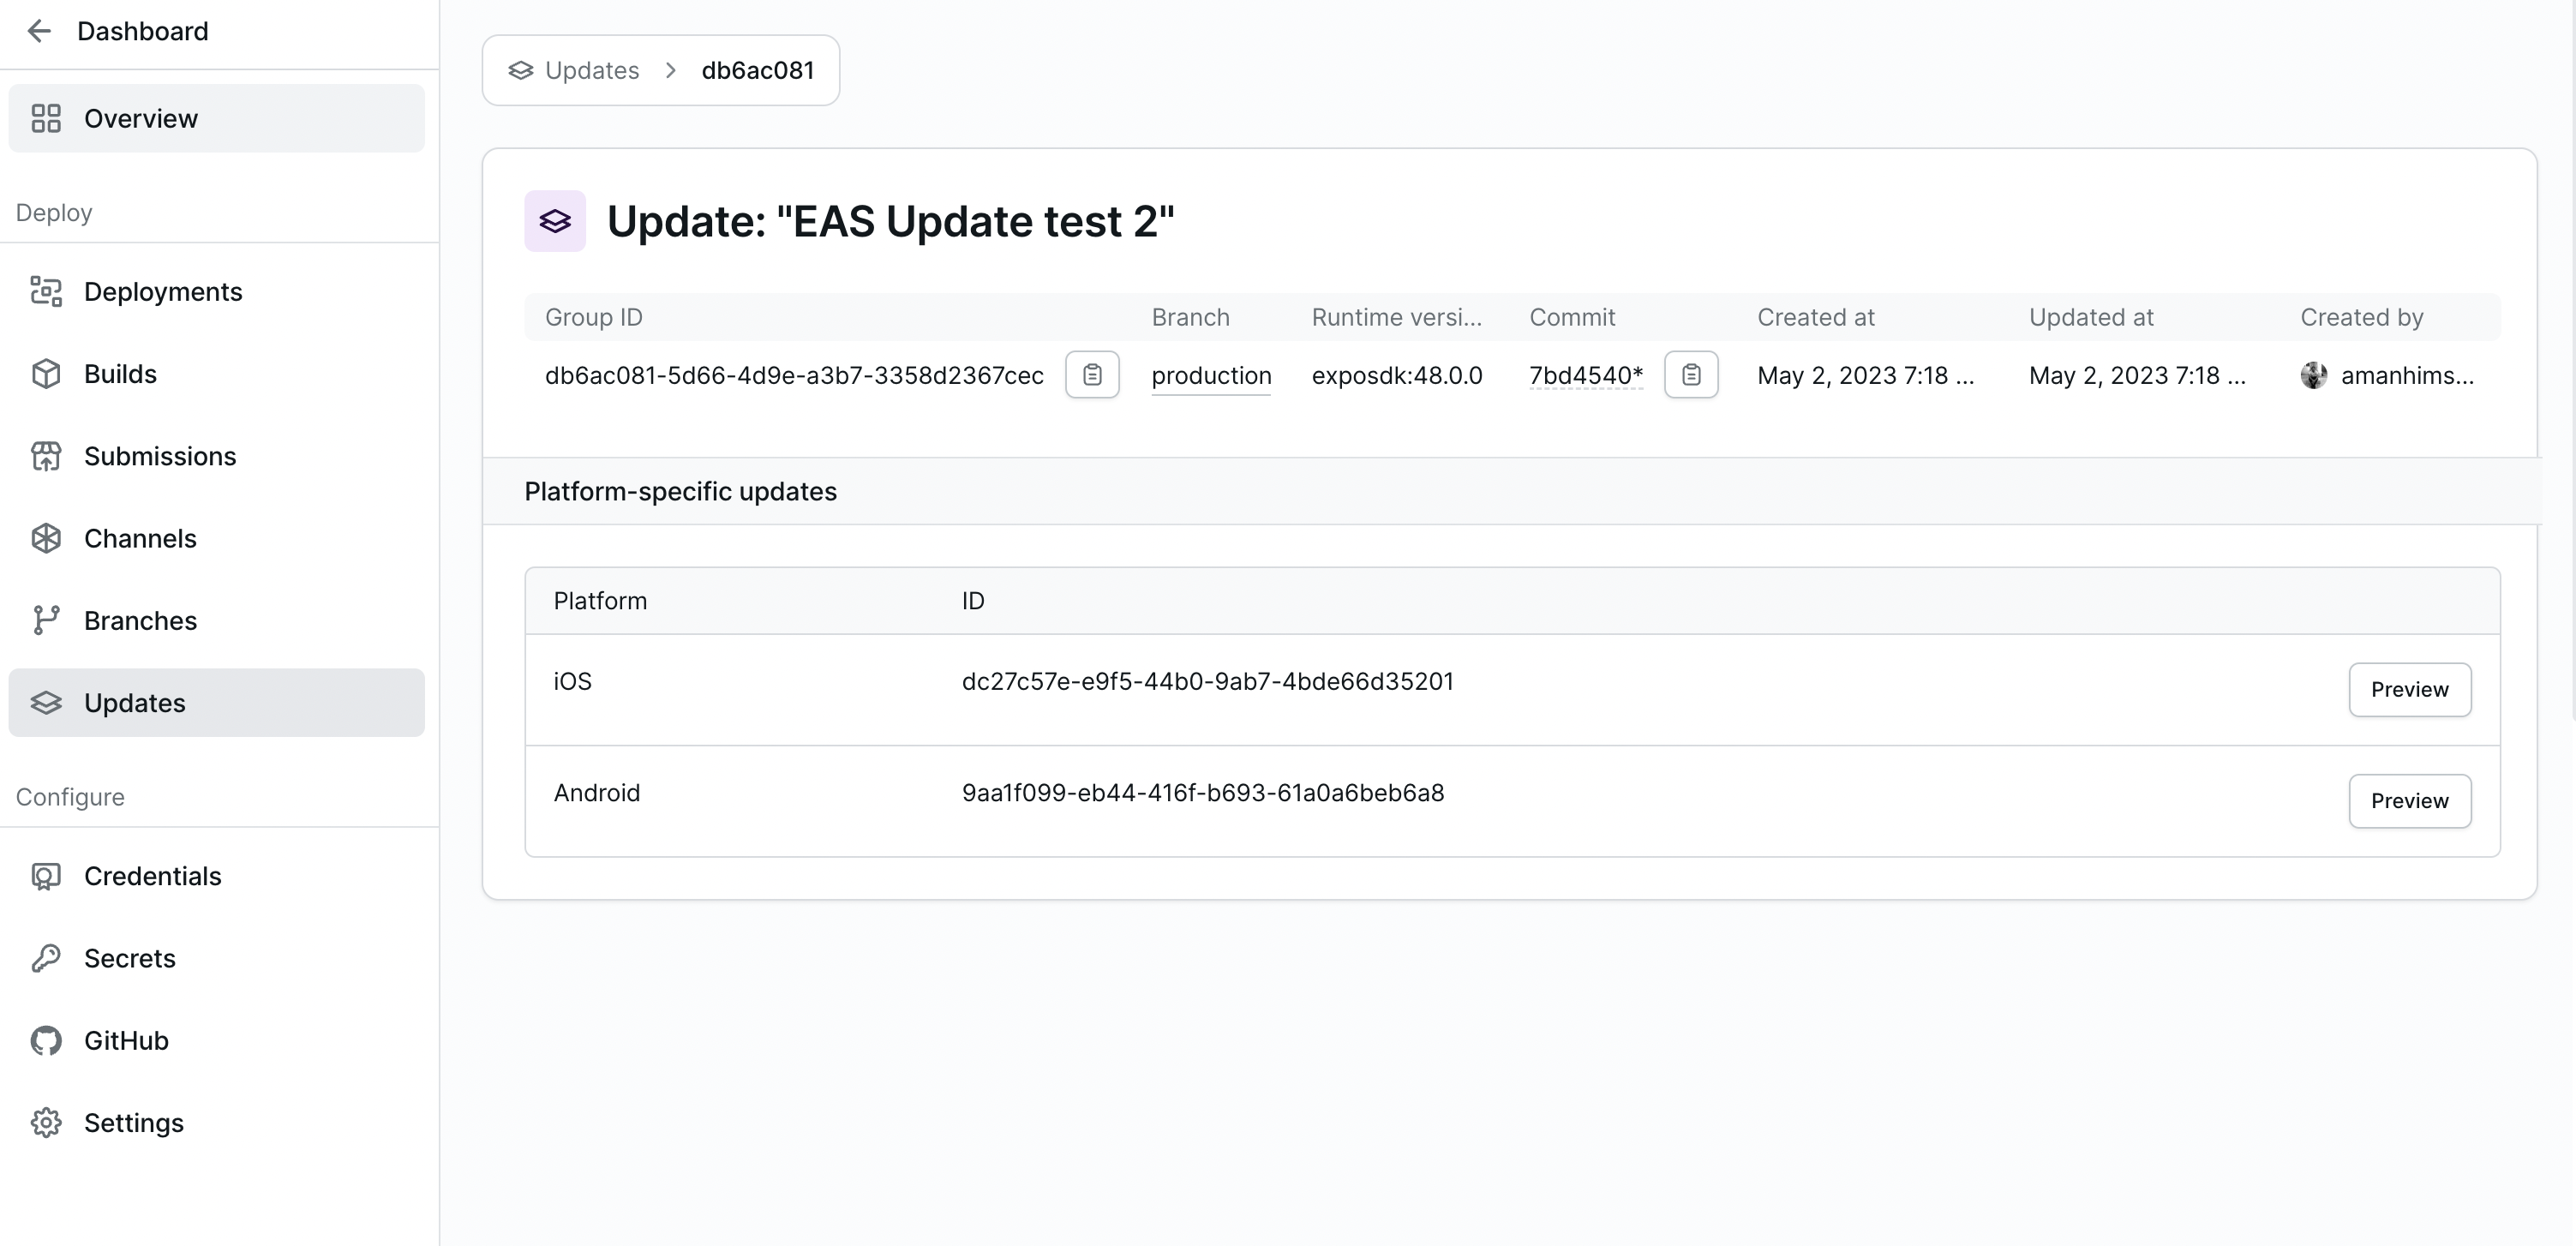 Dashboard
Overview
Deploy
Deployments
Builds
Submissions
Channels
Branches
Updates
Configure
Credentials
Secrets
GitHub
Settings
Updates > db6ac081
Update: "EAS Update test 2"
Group ID Branch Runtime versi... Commit Created at Updated at Created by
db6ac081-5d66-4d9e-a3b7-3358d2367cec production exposdk:48.0.0 7bd4540* May 2, 2023 7:18 ... May 2, 2023 7:18 ... amanhims...
Platform-specific updates
Platform ID
iOS dc27c57e-e9f5-44b0-9ab7-4bde66d35201 Preview
Android 9aa1f099-eb44-416f-b693-61a0a6beb6a8 Preview